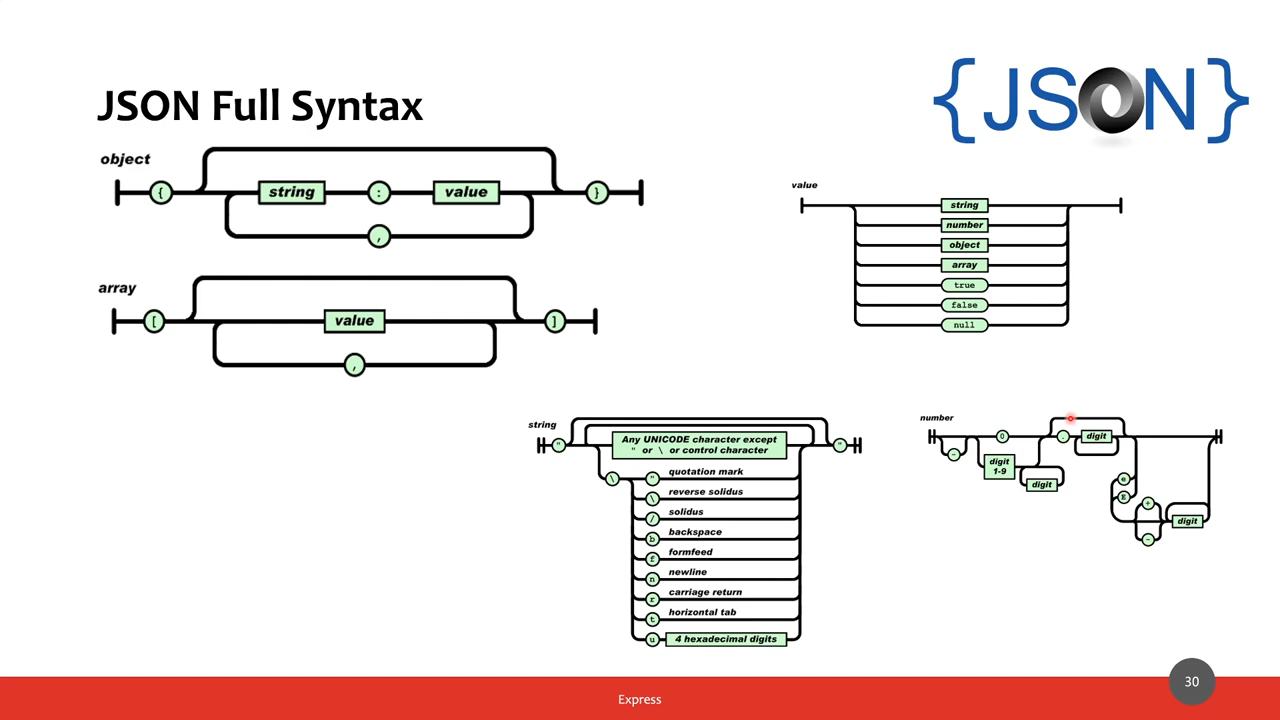 {JSON}
JSON Full Syntax
object
{ string : value }
,
array
[ value ]
,
value
string
number
object
array
true
false
null
string
" Any UNICODE character except "
" or \ or control character
\ " quotation mark
\ reverse solidus
/ solidus
b backspace
f formfeed
n newline
r carriage return
t horizontal tab
u 4 hexadecimal digits
number
0 . digit
-
digit
1-9
digit
e
E
+
digit
-
30
Express